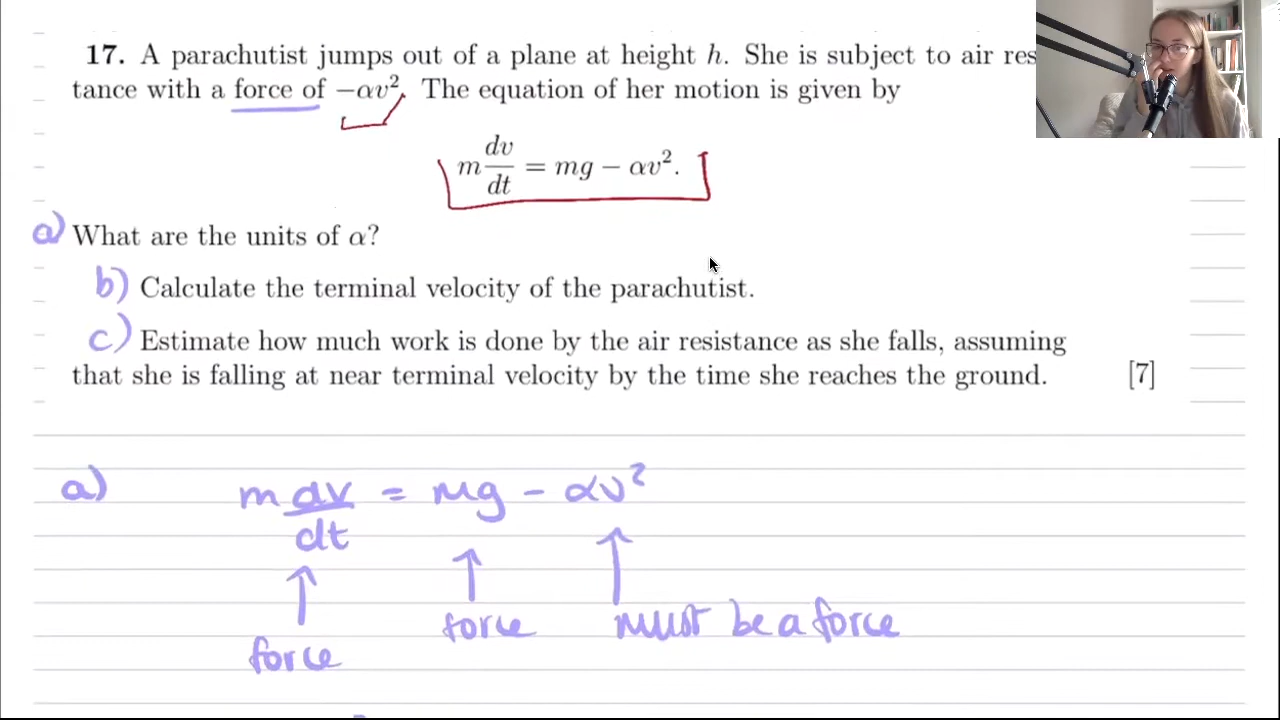 17. A parachutist jumps out of a plane at height h. She is subject to air res
tance with a force of −αv². The equation of her motion is given by
m dv/dt = mg − αv².
a) What are the units of α?
b) Calculate the terminal velocity of the parachutist.
c) Estimate how much work is done by the air resistance as she falls, assuming
that she is falling at near terminal velocity by the time she reaches the ground. [7]
a) m dv/dt = mg − αv²
force must be a force
force